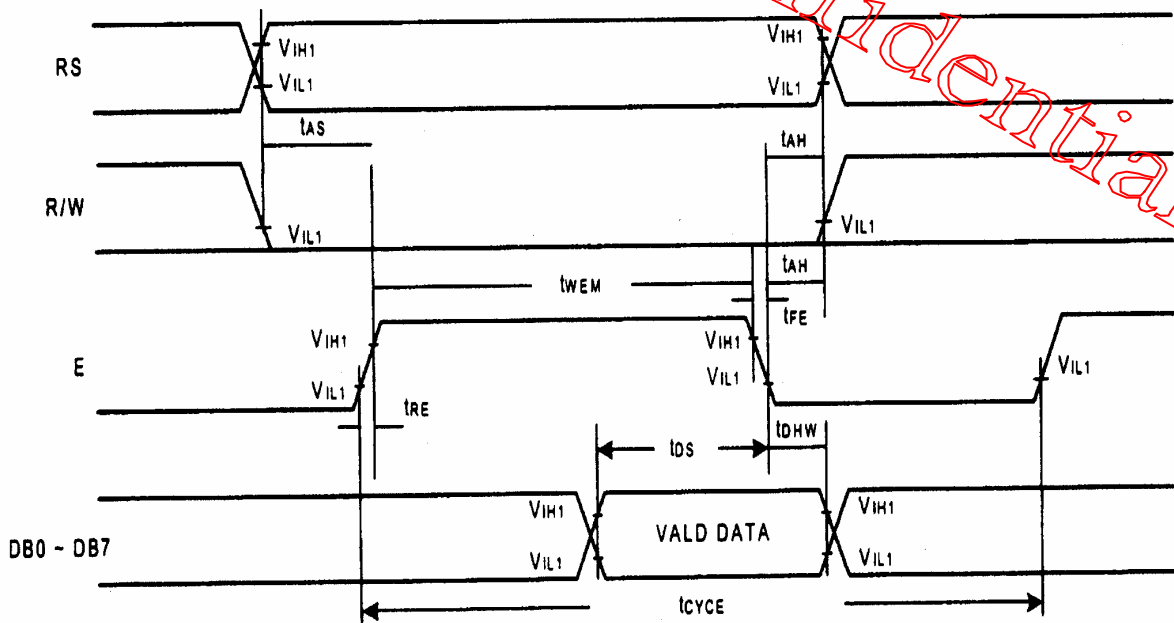 RS
VIH1
VIL1
VIH1
VIL1
tAS
tAH
R/W
VIL1
VIL1
tAH
tWEM
tFE
E
VIH1
VIL1
VIH1
VIL1
VIL1
tRE
tDS
tDHW
DB0 ~ DB7
VIH1
VIL1
VALD DATA
VIH1
VIL1
tCYCE